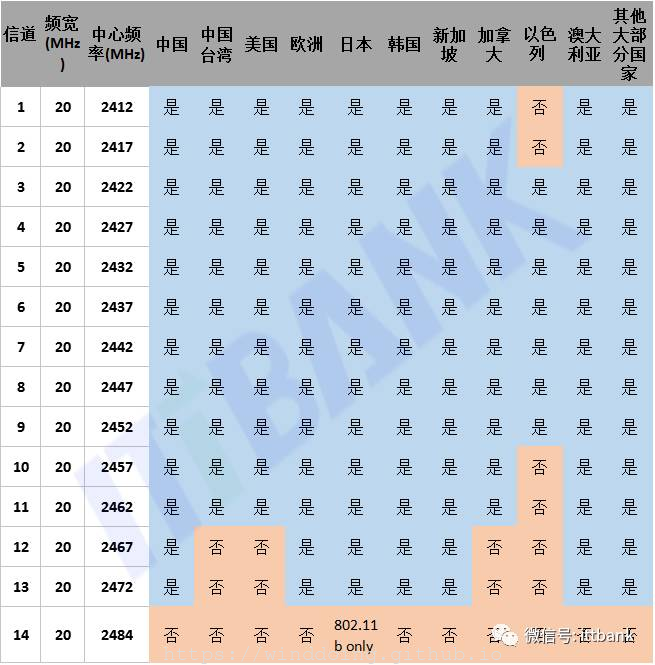 信道 频宽(MHz) 中心频率(MHz) 中国 中国台湾 美国 欧洲 日本 韩国 新加坡 加拿大 以色列 澳大利亚 其他大部分国家
1 20 2412 是 是 是 是 是 是 是 是 否 是 是
2 20 2417 是 是 是 是 是 是 是 是 否 是 是
3 20 2422 是 是 是 是 是 是 是 是 是 是 是
4 20 2427 是 是 是 是 是 是 是 是 是 是 是
5 20 2432 是 是 是 是 是 是 是 是 是 是 是
6 20 2437 是 是 是 是 是 是 是 是 是 是 是
7 20 2442 是 是 是 是 是 是 是 是 是 是 是
8 20 2447 是 是 是 是 是 是 是 是 是 是 是
9 20 2452 是 是 是 是 是 是 是 是 是 是 是
10 20 2457 是 是 是 是 是 是 是 是 否 是 是
11 20 2462 是 是 是 是 是 是 是 是 否 是 是
12 20 2467 是 否 否 是 是 是 是 否 否 是 是
13 20 2472 是 否 否 是 是 是 是 否 否 是 是
14 20 2484 否 否 否 否 802.11b only 否 否 否 否 否 否
ITiBANK
微信号: ittbank